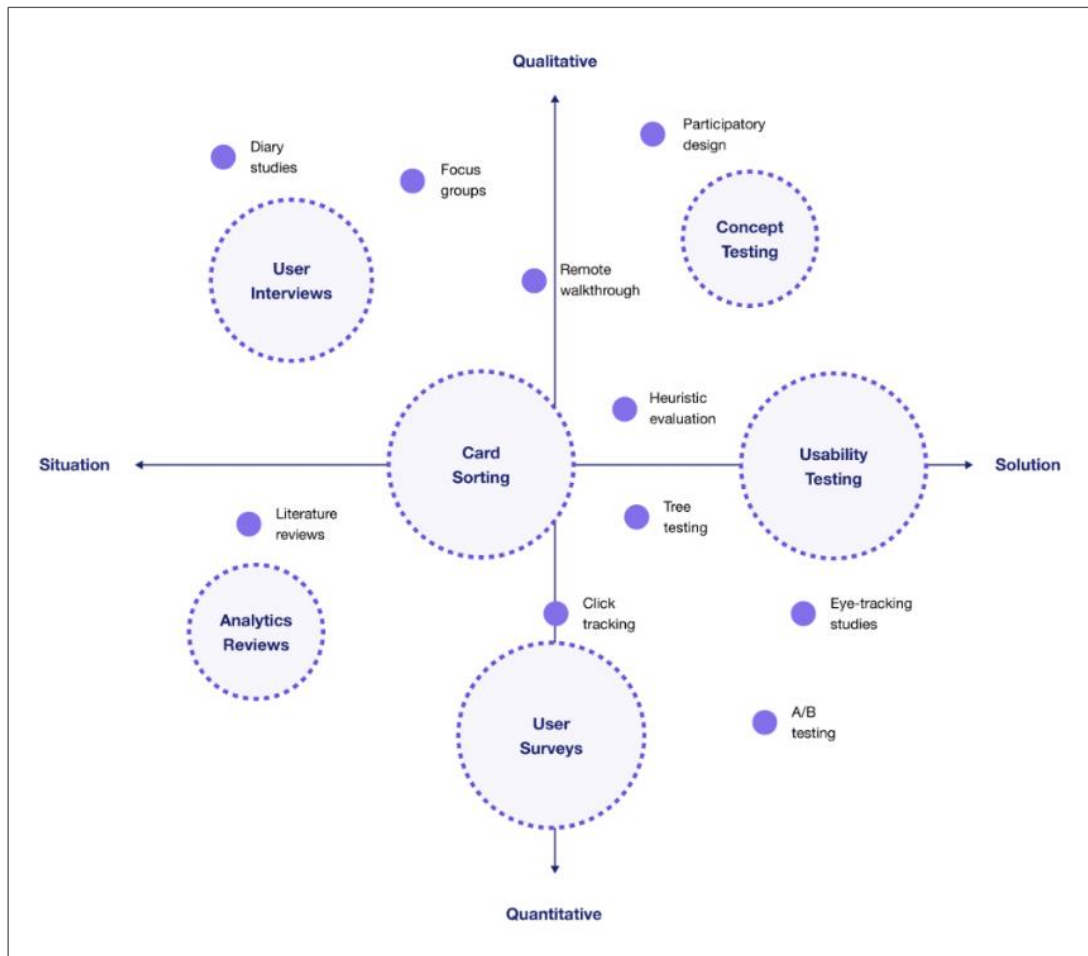 Qualitative
Participatory
design
Diary
studies
Focus
groups
Concept
Testing
User
Interviews
Remote
walkthrough
Heuristic
evaluation
Card
Sorting
Usability
Testing
Situation
Solution
Literature
reviews
Tree
testing
Analytics
Reviews
Click
tracking
Eye-tracking
studies
User
Surveys
A/B
testing
Quantitative